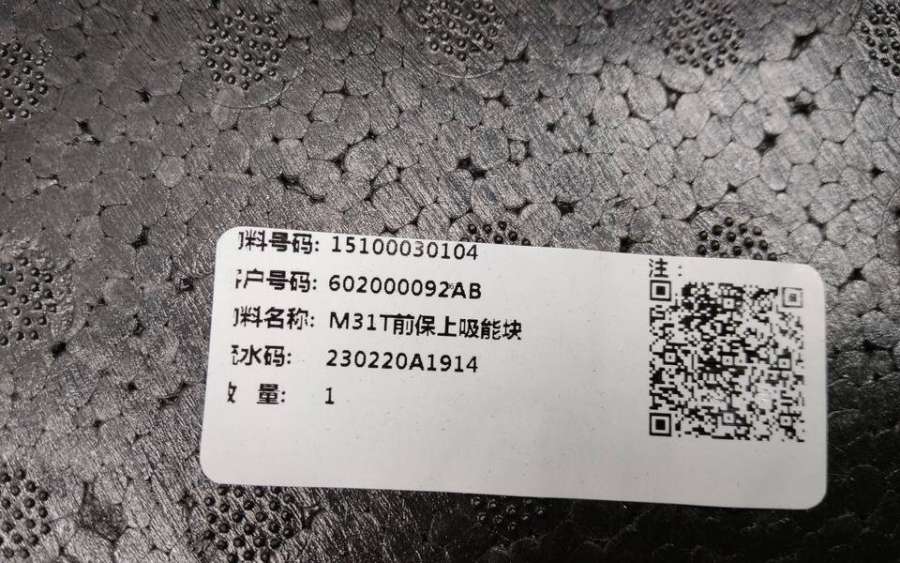 料号码: 15100030104
户号码: 602000092AB
料名称: M31T前保上吸能块
水码: 230220A1914
量: 1
注: